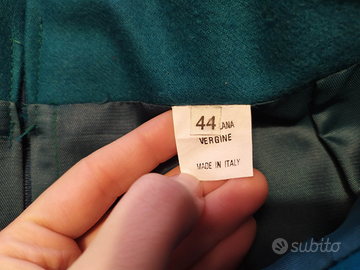 44 LANA
VERGINE
MADE IN ITALY
subito